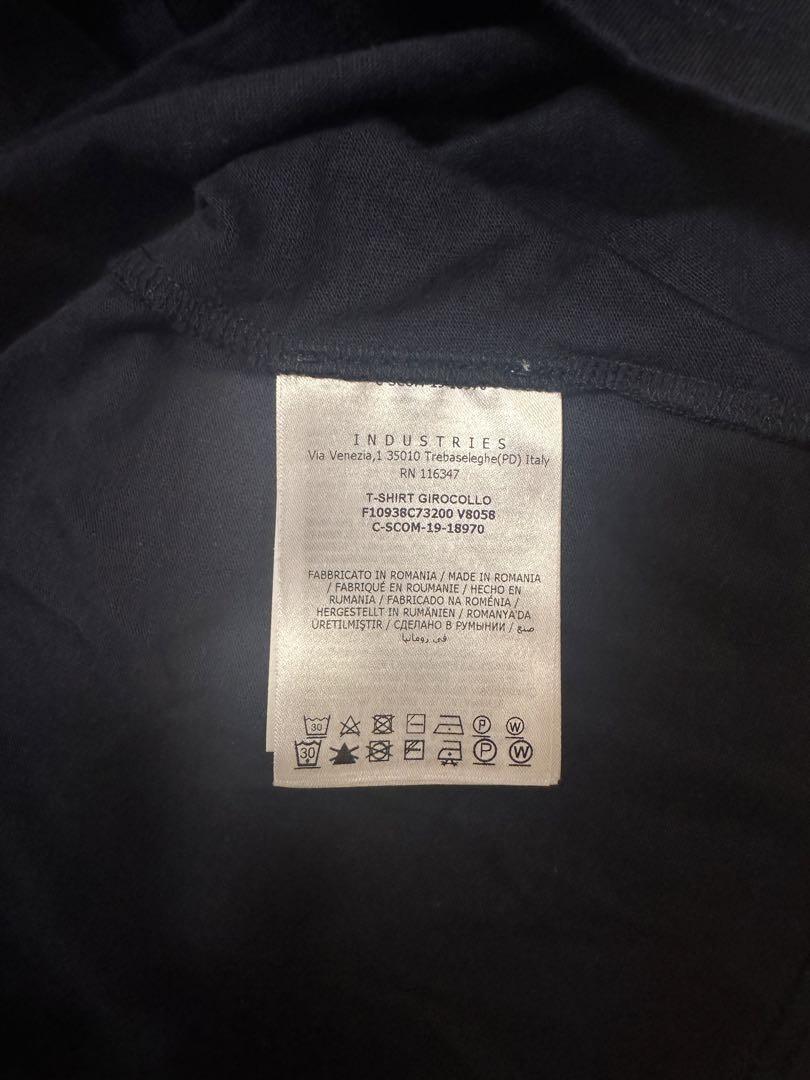 INDUSTRIES
Via Venezia,1 35010 Trebaseleghe(PD) Italy
RN 116347
T-SHIRT GIROCOLLO
F10938C73200 V8058
C-SCOM-19-18970
FABBRICATO IN ROMANIA / MADE IN ROMANIA
/ FABRIQUÉ EN ROUMANIE / HECHO EN
RUMANIA / FABRICADO NA ROMÉNIA /
HERGESTELLT IN RUMÄNIEN / ROMANYA'DA
ÜRETILMIŞTIR / СДЕЛАНО В РУМЫНИИ / صنع
في رومانيا
30 P W
30 P W